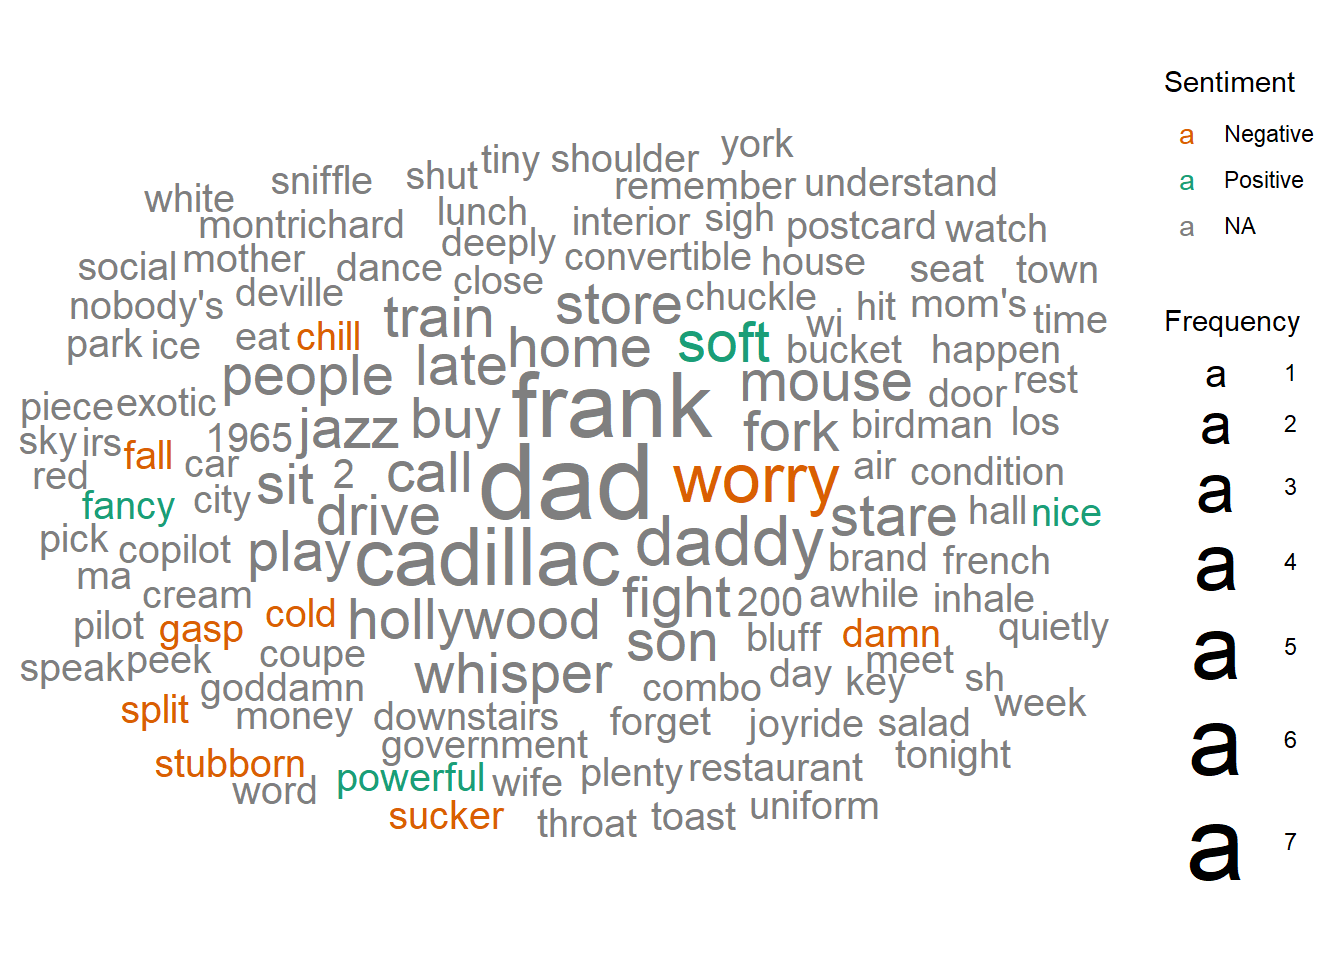 york
tiny shoulder
sniffle shut remember understand
white
montrichard lunch interior sigh postcard watch
deeply
social mother dance convertible house seat town
close
nobody's deville train store chuckle wi hit mom's time
park ice eat chill home soft bucket happen
people late mouse door rest
piece exotic frank
sky irs 1965 jazz buy fork birdman los
fall
red car 2 call dad worry air condition
fancy city sit drive stare hall nice
pick copilot play cadillac daddy brand french
ma
cream fight 200 awhile inhale
pilot gasp cold hollywood son bluff damn quietly
speak peek coupe whisper meet
goddamn combo day key sh week
split money downstairs forget joyride salad
government tonight
stubborn powerful wife plenty restaurant
word
sucker throat toast uniform
Sentiment
a Negative
a Positive
a NA
Frequency
a 1
a 2
a 3
a 4
a 5
a 6
a 7